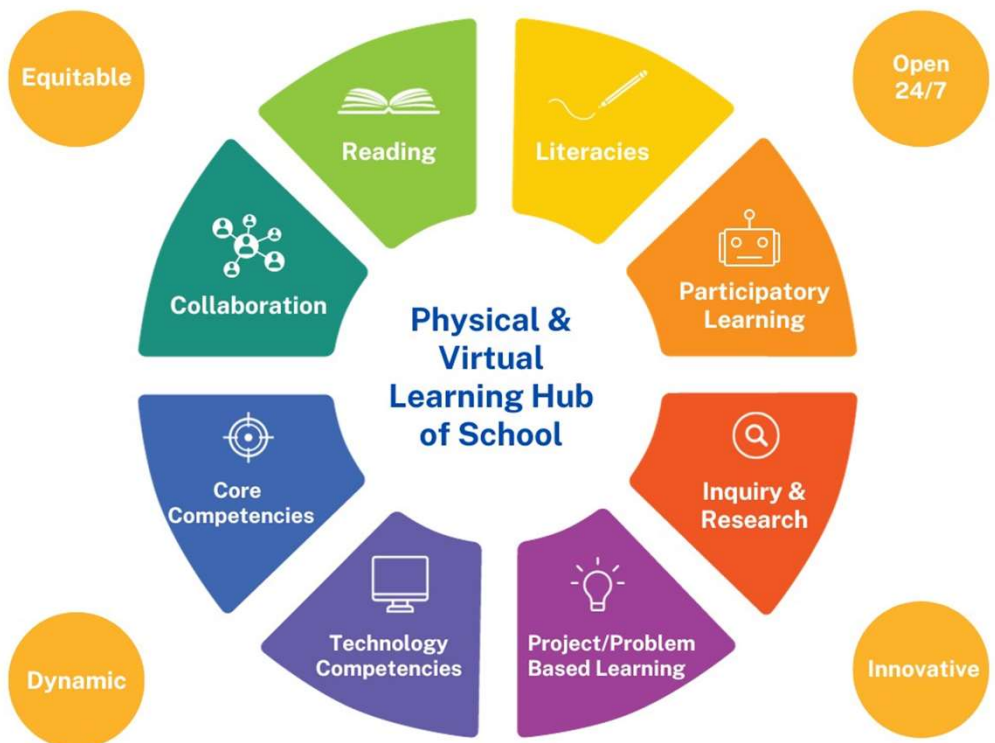 Equitable
Open
24/7
Reading
Literacies
Collaboration
Participatory
Learning
Physical &
Virtual
Learning Hub
of School
Core
Competencies
Inquiry &
Research
Technology
Competencies
Project/Problem
Based Learning
Dynamic
Innovative